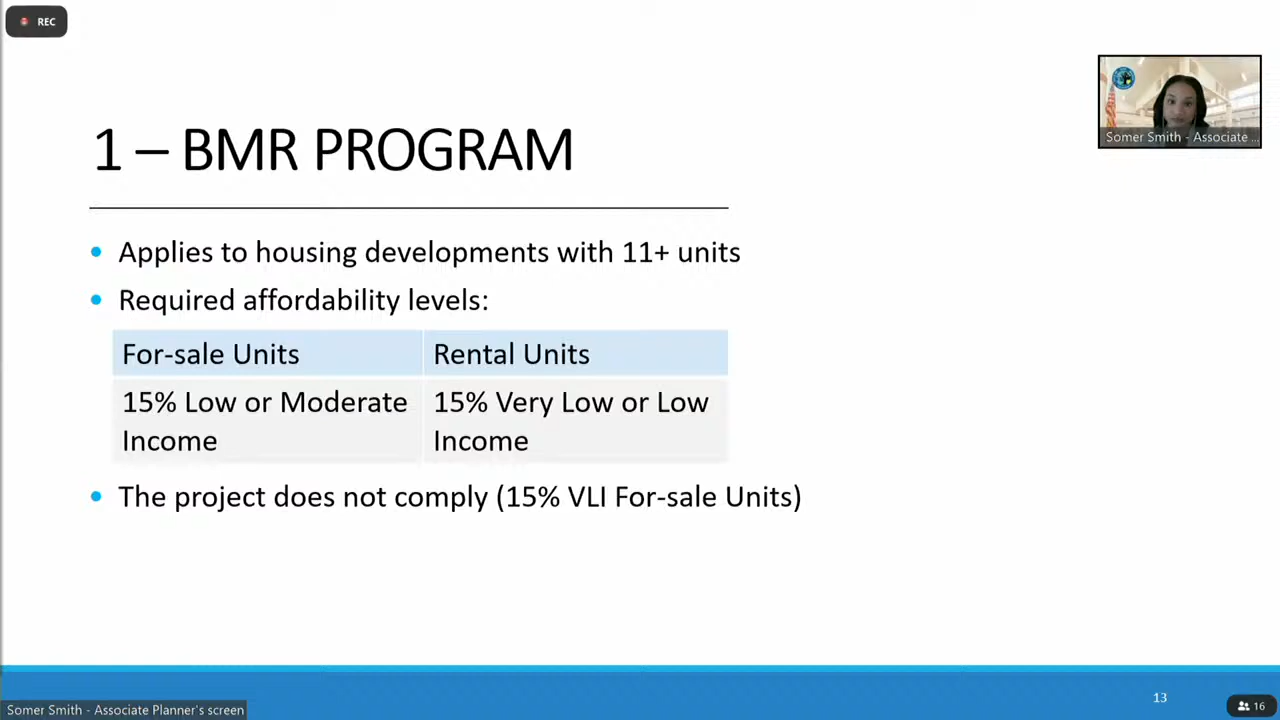 REC
Somer Smith - Associate ...
1 – BMR PROGRAM
• Applies to housing developments with 11+ units
• Required affordability levels:
For-sale Units
Rental Units
15% Low or Moderate
Income
15% Very Low or Low
Income
• The project does not comply (15% VLI For-sale Units)
13
Somer Smith - Associate Planner's screen
16